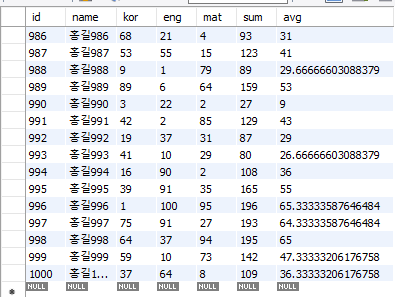 id name kor eng mat sum avg
986 홍길986 68 21 4 93 31
987 홍길987 53 55 15 123 41
988 홍길988 9 1 79 89 29.66666603088379
989 홍길989 89 6 64 159 53
990 홍길990 3 22 2 27 9
991 홍길991 42 2 85 129 43
992 홍길992 19 37 31 87 29
993 홍길993 41 10 29 80 26.66666603088379
994 홍길994 16 90 2 108 36
995 홍길995 39 91 35 165 55
996 홍길996 1 100 95 196 65.33333587646484
997 홍길997 75 91 27 193 64.33333587646484
998 홍길998 64 37 94 195 65
999 홍길999 59 10 73 142 47.33333206176758
1000 홍길1... 37 64 8 109 36.33333206176758
NULL NULL NULL NULL NULL NULL NULL